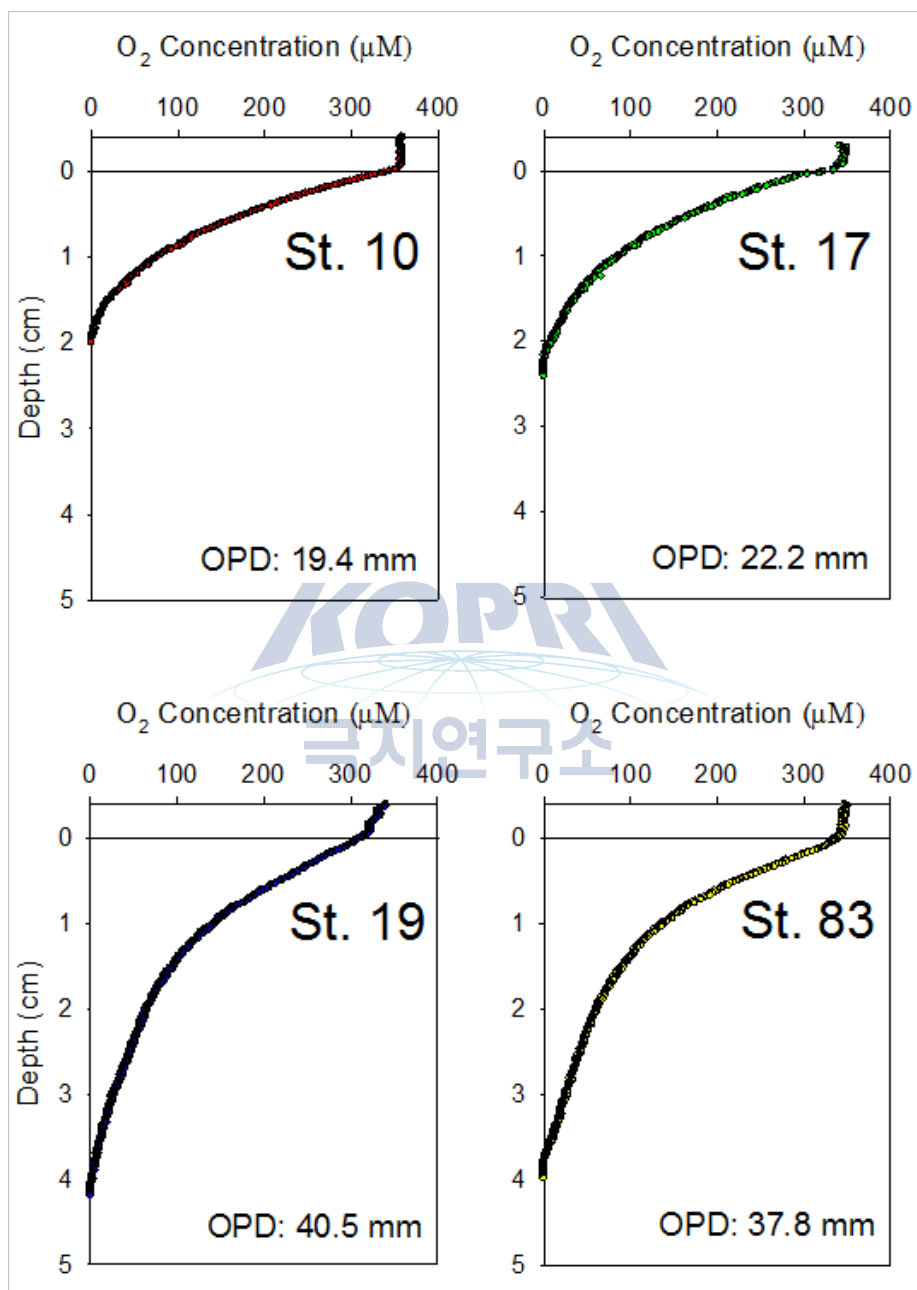 O2 Concentration (μM)
0 100 200 300 400
0
1
2
3
4
5
Depth (cm)
St. 10
OPD: 19.4 mm
O2 Concentration (μM)
0 100 200 300 400
0
1
2
3
4
5
St. 17
OPD: 22.2 mm
KOPRI
극지연구소
O2 Concentration (μM)
0 100 200 300 400
0
1
2
3
4
5
Depth (cm)
St. 19
OPD: 40.5 mm
O2 Concentration (μM)
0 100 200 300 400
0
1
2
3
4
5
St. 83
OPD: 37.8 mm